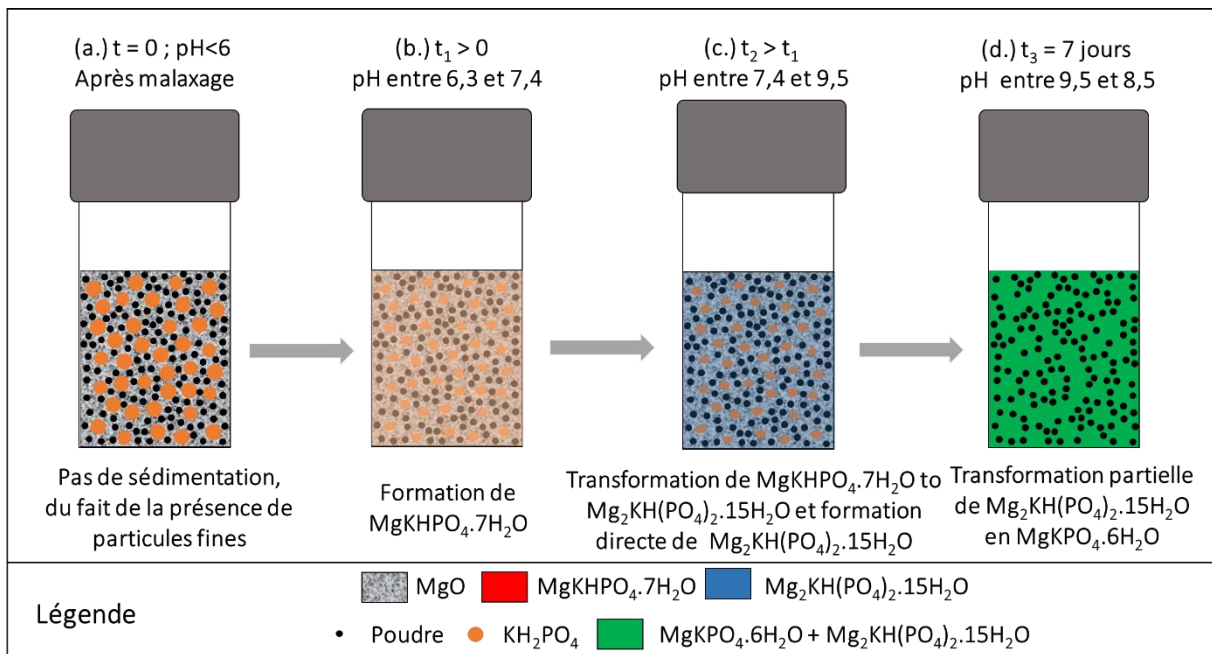 (a.) t = 0 ; pH<6
Après malaxage
(b.) t₁ > 0
pH entre 6,3 et 7,4
(c.) t₂ > t₁
pH entre 7,4 et 9,5
(d.) t₃ = 7 jours
pH entre 9,5 et 8,5
Pas de sédimentation,
du fait de la présence de
particules fines
Formation de
MgKHPO₄.7H₂O
Transformation de MgKHPO₄.7H₂O to
Mg₂KH(PO₄)₂.15H₂O et formation
directe de Mg₂KH(PO₄)₂.15H₂O
Transformation partielle
de Mg₂KH(PO₄)₂.15H₂O
en MgKPO₄.6H₂O
Légende
MgO MgKHPO₄.7H₂O Mg₂KH(PO₄)₂.15H₂O
Poudre KH₂PO₄ MgKPO₄.6H₂O + Mg₂KH(PO₄)₂.15H₂O